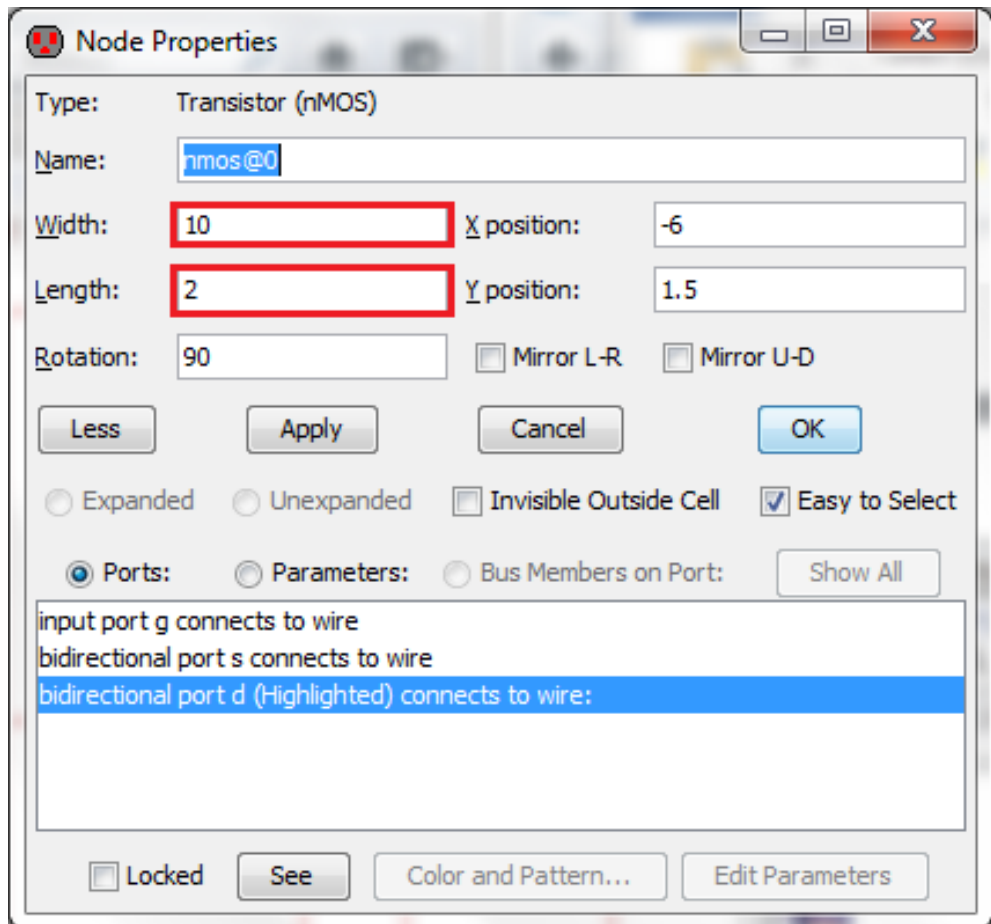 Node Properties
Type: Transistor (nMOS)
Name: nmos@0
Width: 10 X position: -6
Length: 2 Y position: 1.5
Rotation: 90 Mirror L-R Mirror U-D
Less Apply Cancel OK
Expanded Unexpanded Invisible Outside Cell Easy to Select
Ports: Parameters: Bus Members on Port: Show All
input port g connects to wire
bidirectional port s connects to wire
bidirectional port d (Highlighted) connects to wire:
Locked See Color and Pattern... Edit Parameters